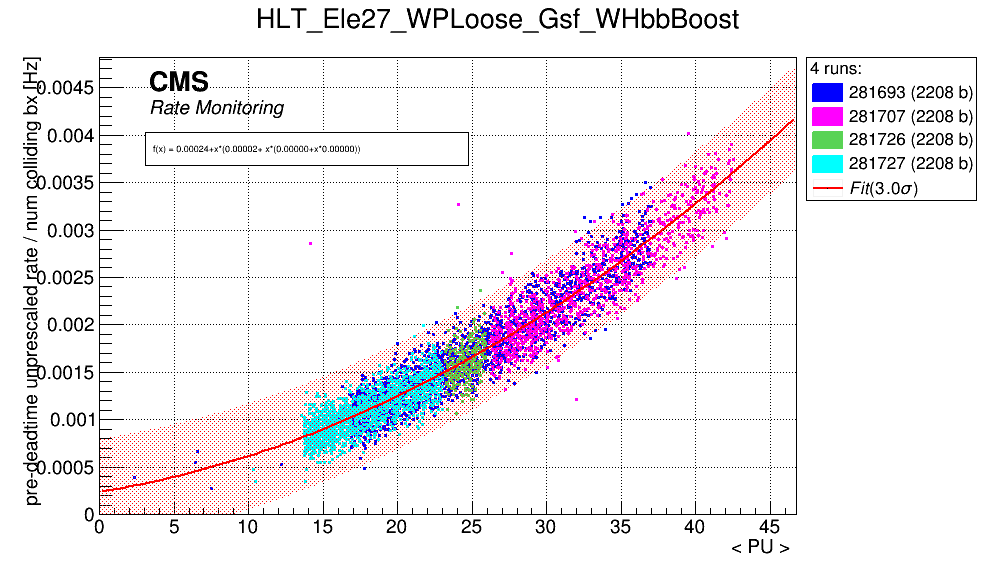 HLT_Ele27_WPLoose_Gsf_WHbbBoost
pre-deadtime unprescaled rate / num colliding bx [Hz]
CMS
Rate Monitoring
f(x) = 0.00024+x*(0.00002+ x*(0.00000+x*0.00000))
4 runs:
281693 (2208 b)
281707 (2208 b)
281726 (2208 b)
281727 (2208 b)
Fit(3.0σ)
0.0045
0.004
0.0035
0.003
0.0025
0.002
0.0015
0.001
0.0005
0
0 5 10 15 20 25 30 35 40 45
< PU >